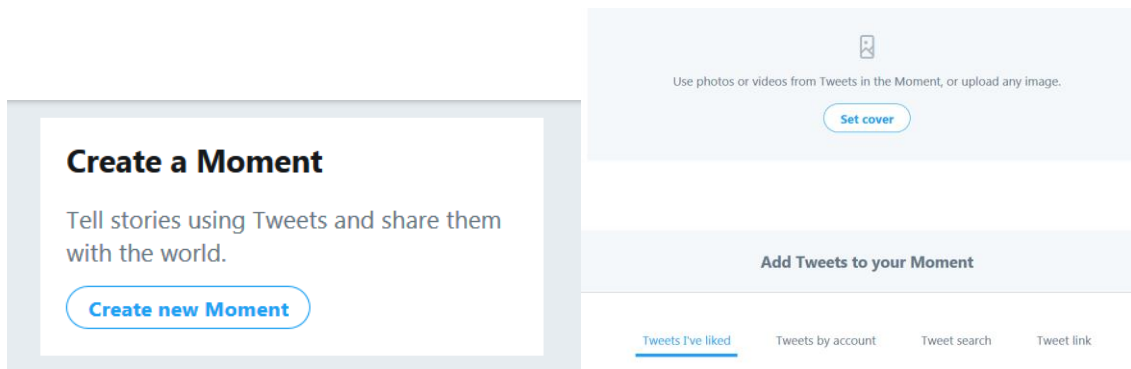 Create a Moment
Tell stories using Tweets and share them
with the world.
Create new Moment
Use photos or videos from Tweets in the Moment, or upload any image.
Set cover
Add Tweets to your Moment
Tweets I've liked Tweets by account Tweet search Tweet link